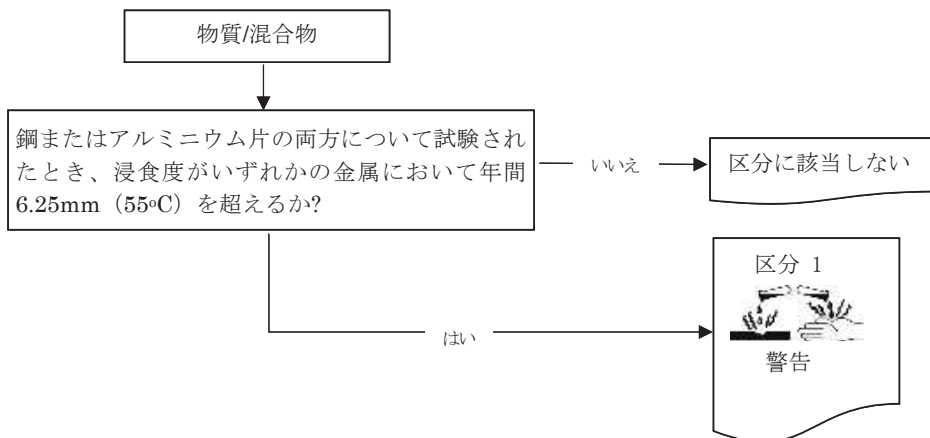 物質/混合物
鋼またはアルミニウム片の両方について試験され
たとき、浸食度がいずれかの金属において年間
6.25mm（55ºC）を超えるか?
いいえ
区分に該当しない
区分 1
警告
はい